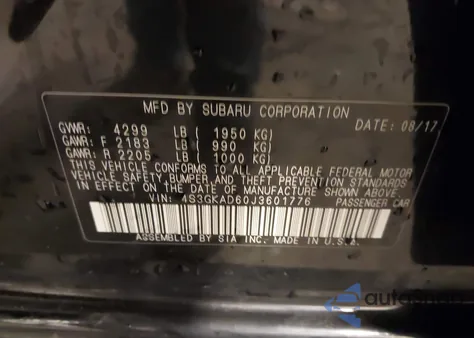 MFD BY SUBARU CORPORATION DATE: 08/17
GVWR: 4299 LB ( 1950 KG)
GAWR: F 2183 LB ( 990 KG)
GAWR: R 2205 LB ( 1000 KG)
THIS VEHICLE CONFORMS TO ALL APPLICABLE FEDERAL MOTOR
VEHICLE SAFETY, BUMPER, AND THEFT PREVENTION STANDARDS
IN EFFECT ON THE DATE OF MANUFACTURE SHOWN ABOVE.
VIN: 4S3GKAD60J3601776 PASSENGER CAR
ASSEMBLED BY SIA INC. MADE IN U.S.A.